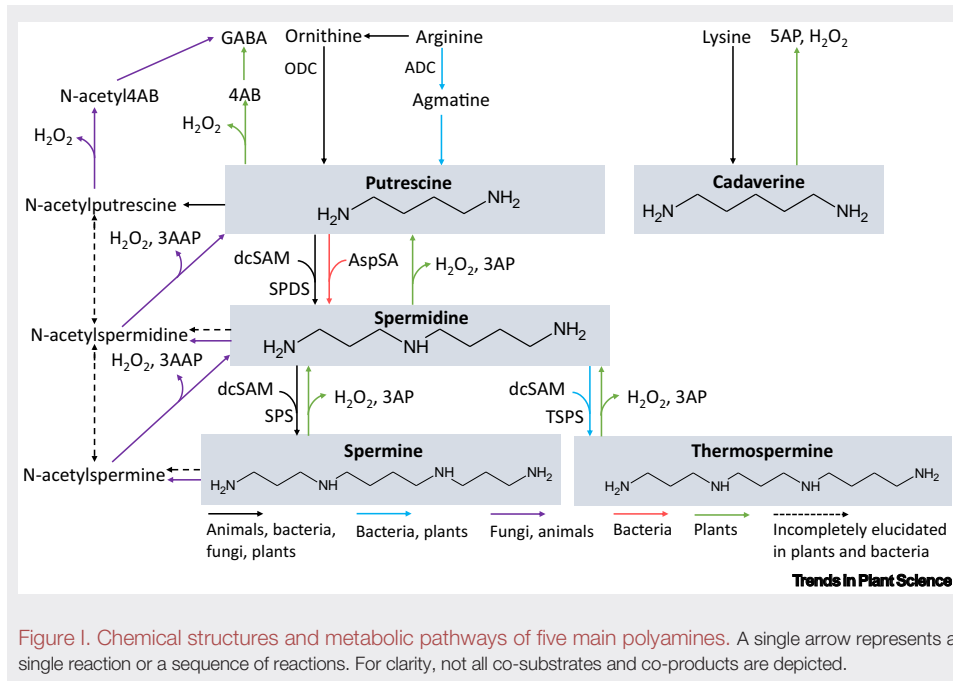 GABA
Ornithine
Arginine
Lysine
5AP, H₂O₂
ODC
ADC
N-acetyl4AB
4AB
Agmatine
H₂O₂
H₂O₂
Putrescine
H₂N
NH₂
Cadaverine
H₂N
NH₂
N-acetylputrescine
H₂O₂, 3AAP
dcSAM
SPDS
AspSA
H₂O₂, 3AP
Spermidine
NH₂
NH
NH₂
N-acetylspermidine
H₂O₂, 3AAP
dcSAM
SPS
H₂O₂, 3AP
dcSAM
TSPS
H₂O₂, 3AP
Spermine
H₂N
NH
NH
NH₂
Thermospermine
H₂N
NH
NH
NH₂
N-acetylspermine
Animals, bacteria,
fungi, plants
Bacteria, plants
Fungi, animals
Bacteria
Plants
Incompletely elucidated
in plants and bacteria
Trends in Plant Science
Figure I. Chemical structures and metabolic pathways of five main polyamines. A single arrow represents a
single reaction or a sequence of reactions. For clarity, not all co-substrates and co-products are depicted.